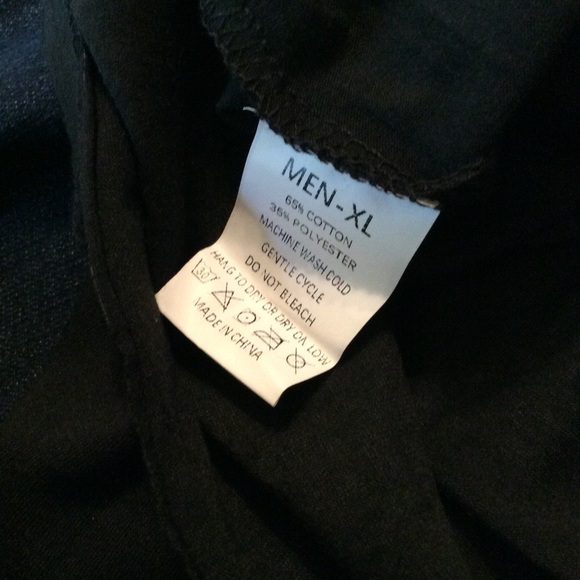 MEN-XL
65% COTTON
35% POLYESTER
MACHINE WASH COLD
GENTLE CYCLE
DO NOT BLEACH
HANG TO DRY OR DRY ON LOW
30
MADE IN CHINA